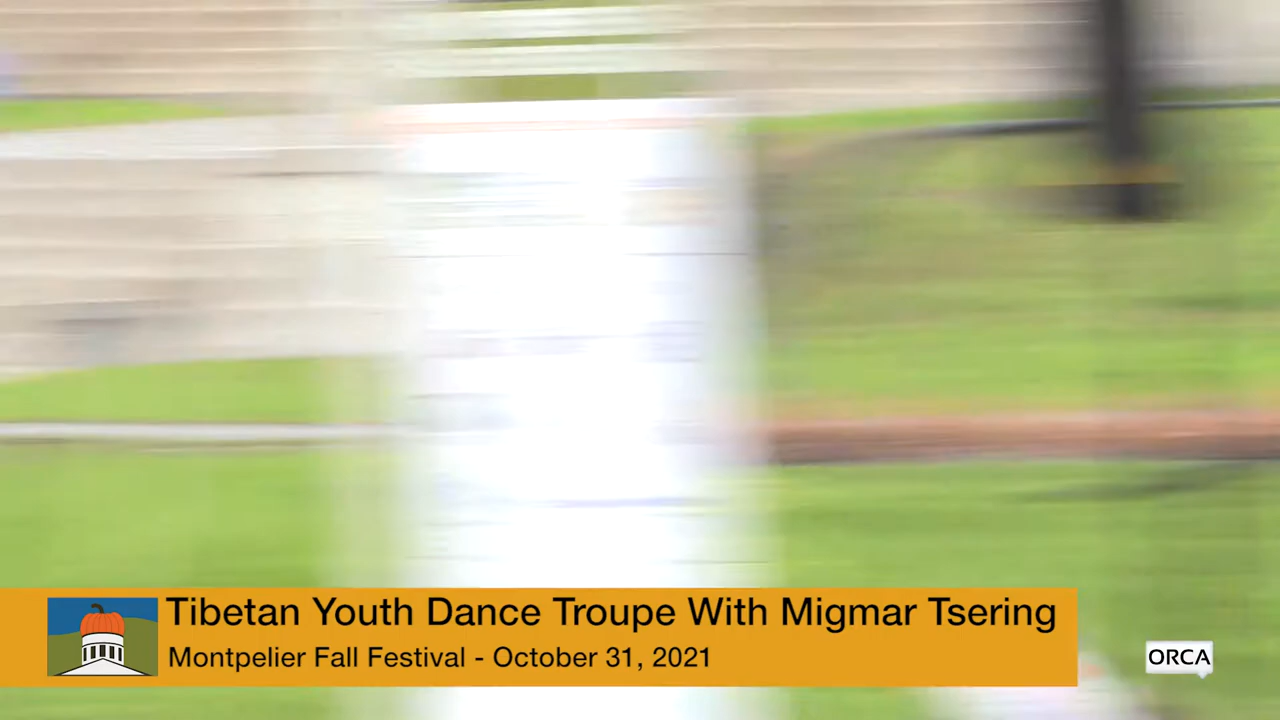 Tibetan Youth Dance Troupe With Migmar Tsering
Montpelier Fall Festival - October 31, 2021
ORCA